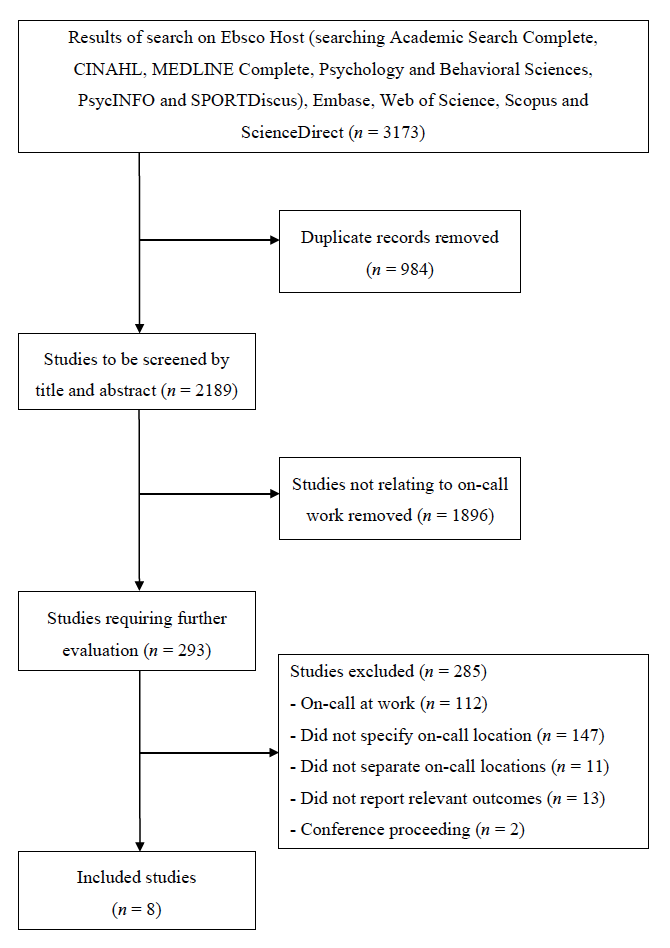 Results of search on Ebsco Host (searching Academic Search Complete,
CINAHL, MEDLINE Complete, Psychology and Behavioral Sciences,
PsycINFO and SPORTDiscus), Embase, Web of Science, Scopus and
ScienceDirect (n = 3173)
Duplicate records removed
(n = 984)
Studies to be screened by
title and abstract (n = 2189)
Studies not relating to on-call
work removed (n = 1896)
Studies requiring further
evaluation (n = 293)
Studies excluded (n = 285)
- On-call at work (n = 112)
- Did not specify on-call location (n = 147)
- Did not separate on-call locations (n = 11)
- Did not report relevant outcomes (n = 13)
- Conference proceeding (n = 2)
Included studies
(n = 8)